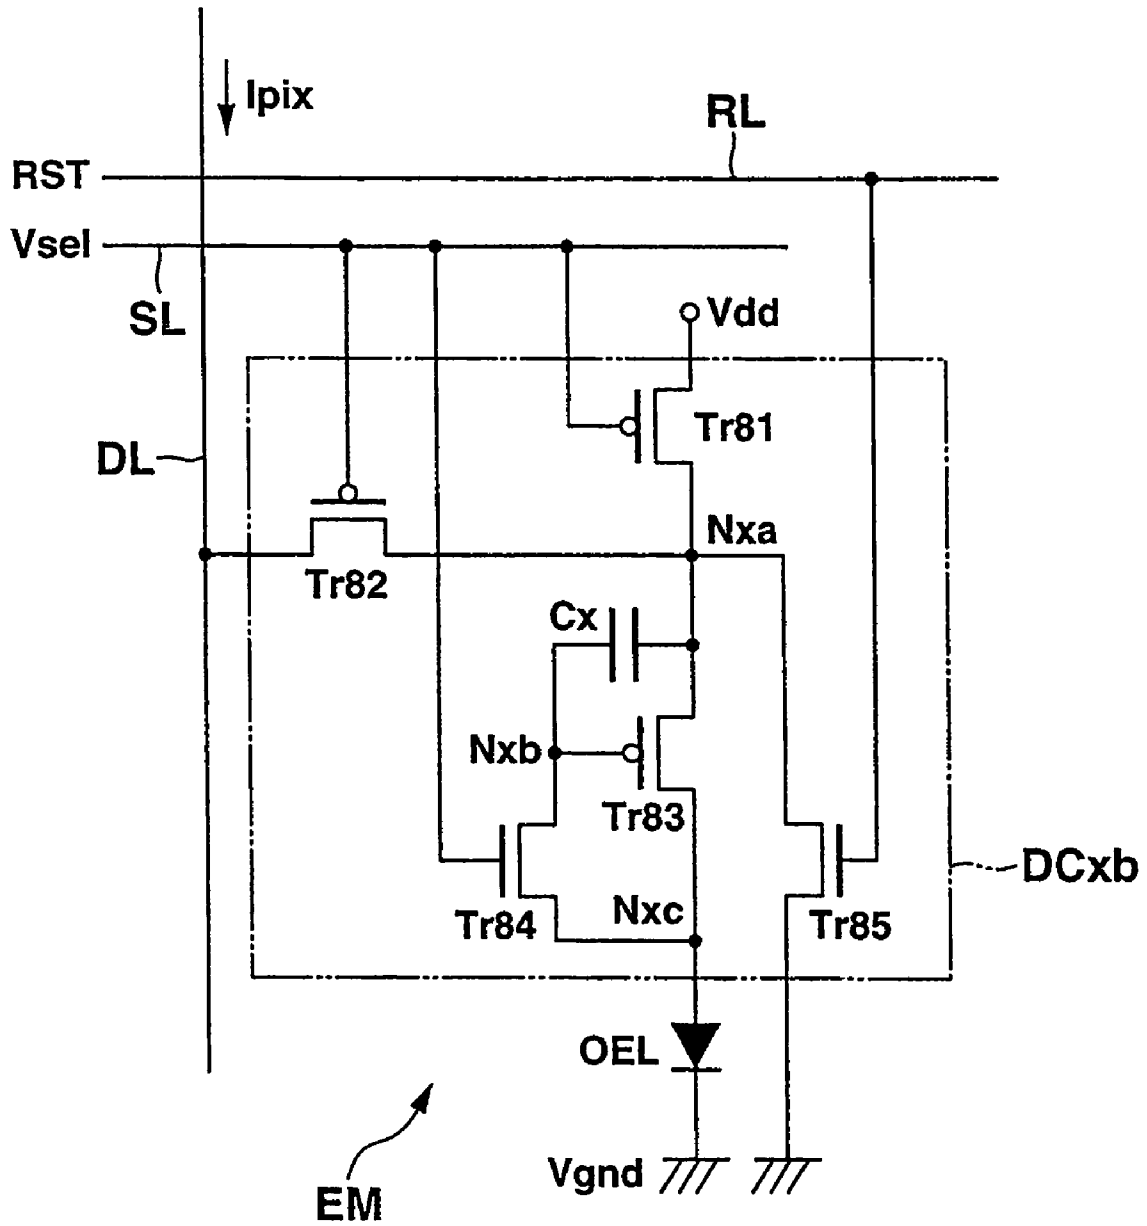 Ipix
RL
RST
Vsel
SL
Vdd
Tr81
DL
Nxa
Tr82
Cx
Nxb
Tr83
DCxb
Nxc
Tr84
Tr85
OEL
Vgnd
EM